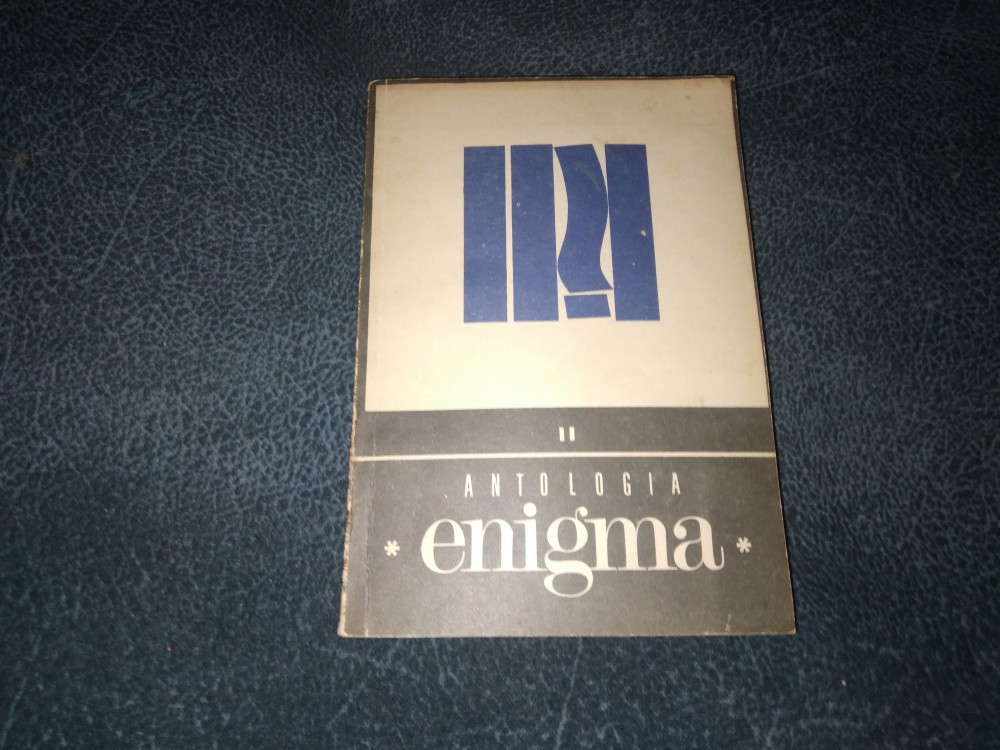 II
ANTOLOGIA
* enigma *